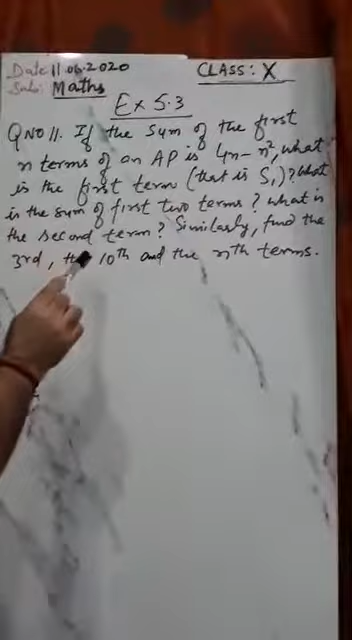 Date 11.06.2020
CLASS: X
Sub: Maths
Ex 5.3
Q NO 11. If the sum of the first
n terms of an AP is 4n - n², what
is the first term (that is S₁)? What
is the sum of first two terms? What is
the second term? Similarly, find the
3rd, the 10th and the nth terms.